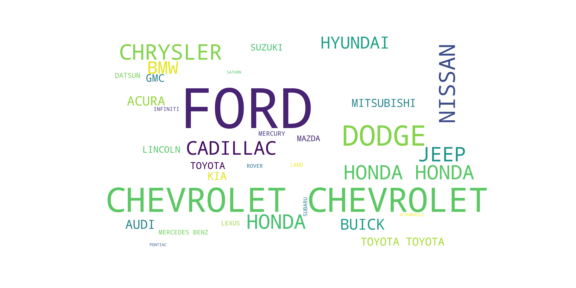 HYUNDAI
SUZUKI
CHRYSLER
NISSAN
BMW
SATURN
DATSUN
GMC
FORD
ACURA
MITSUBISHI
INFINITI
DODGE
MERCURY
MAZDA
LINCOLN
CADILLAC
JEEP
TOYOTA
ROVER
LAND
HONDA HONDA
KIA
CHEVROLET CHEVROLET
SUBARU
HONDA
AUDI
LEXUS
BUICK
MERCEDES BENZ
TOYOTA TOYOTA
PONTIAC